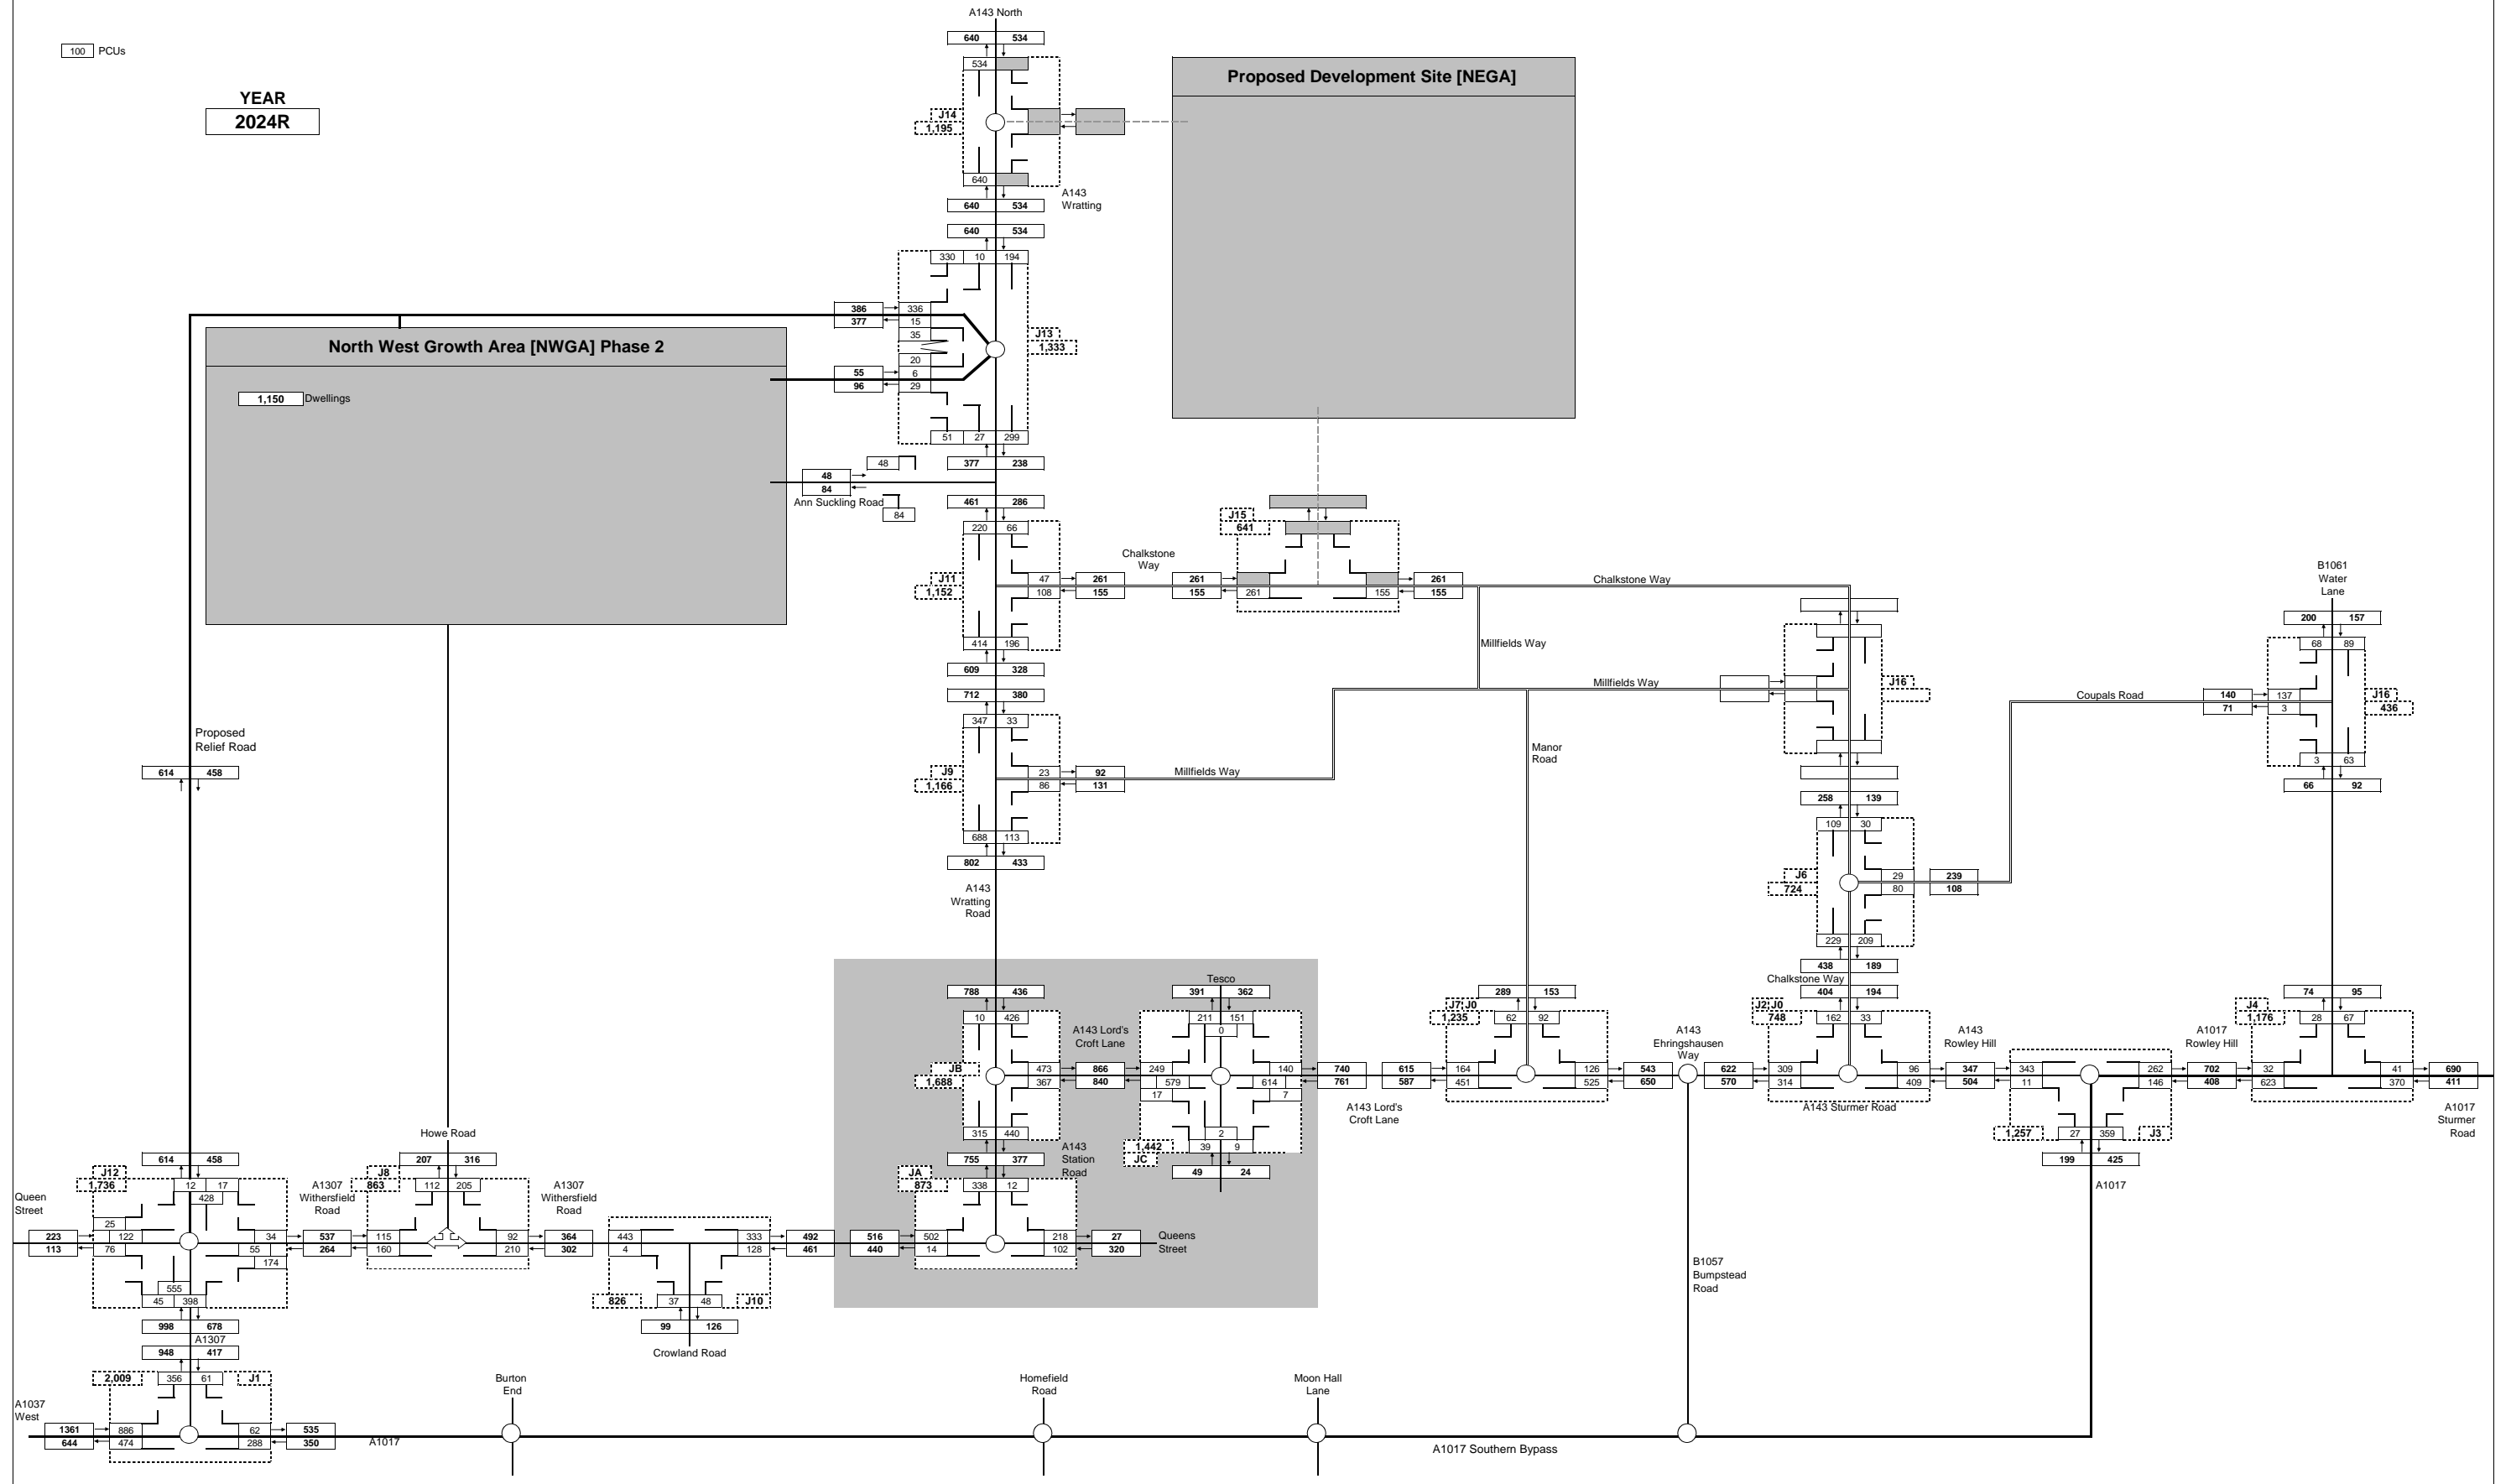 A143 North
640 534
100 PCUs
534
Proposed Development Site [NEGA]
YEAR
2024R
J14
1,195
640
A143
Wratting
640 534
640 534
330 10 194
386 336
377 15
35
J13
1,333
North West Growth Area [NWGA] Phase 2
20
55 6
96 29
1,150 Dwellings
51 27 299
48
377 238
48
84
Ann Suckling Road
84
461 286
220 66
J15
641
Chalkstone
Way
J11
1,152
47 261
108 155
261
155 261
261
155 155
Chalkstone Way
B1061
Water
Lane
414 196
609 328
Millfields Way
200 157
68 89
712 380
347 33
Millfields Way
J16
Coupals Road
140 137
71 3
J16
436
Proposed
Relief Road
614 458
Manor
Road
J9
1,166
23 92
86 131
Millfields Way
3 63
66 92
688 113
802 433
258 139
109 30
A143
Wratting
Road
J6
724
29 239
80 108
229 209
438 189
Tesco
Chalkstone Way
788 436
391 362
289 153
404 194
74 95
10 426
211 151
0
J7:J0
1,235
62 92
J2:J0
748
162 33
J4
1,176
28 67
A143 Lord's
Croft Lane
A143
Ehringshausen
Way
A143
Rowley Hill
A1017
Rowley Hill
JB
1,688
473 866 249
367 840 579
17
140 740
614 761
7
615 164
587 451
126 543
525 650
622 309
570 314
96 347
409 504
343
11
262 702
146 408
32
623
41 690
370 411
A143 Lord's
Croft Lane
A143 Sturmer Road
A1017
Sturmer
Road
315 440
2
39 9
1,442
JC
1,257
27 359
J3
Howe Road
A143
Station
Road
755 377
49 24
199 425
A1017
614 458
207 316
J12
1,736
12 17
428
J8
863
112 205
JA
873
338 12
Queen
Street
A1307
Withersfield
Road
A1307
Withersfield
Road
25
223 122
113 76
34 537
55 264
174
115
160
92 364
210 302
443
4
333 492
128 461
516 502
440 14
218 27
102 320
Queens
Street
B1057
Bumpstead
Road
555
45 398
826
37 48
J10
998 678
99 126
A1307
948 417
Crowland Road
2,009
356 61
J1
Burton
End
Homefield
Road
Moon Hall
Lane
A1037
West
1361 886
644 474
62 535
288 350
A1017
A1017 Southern Bypass